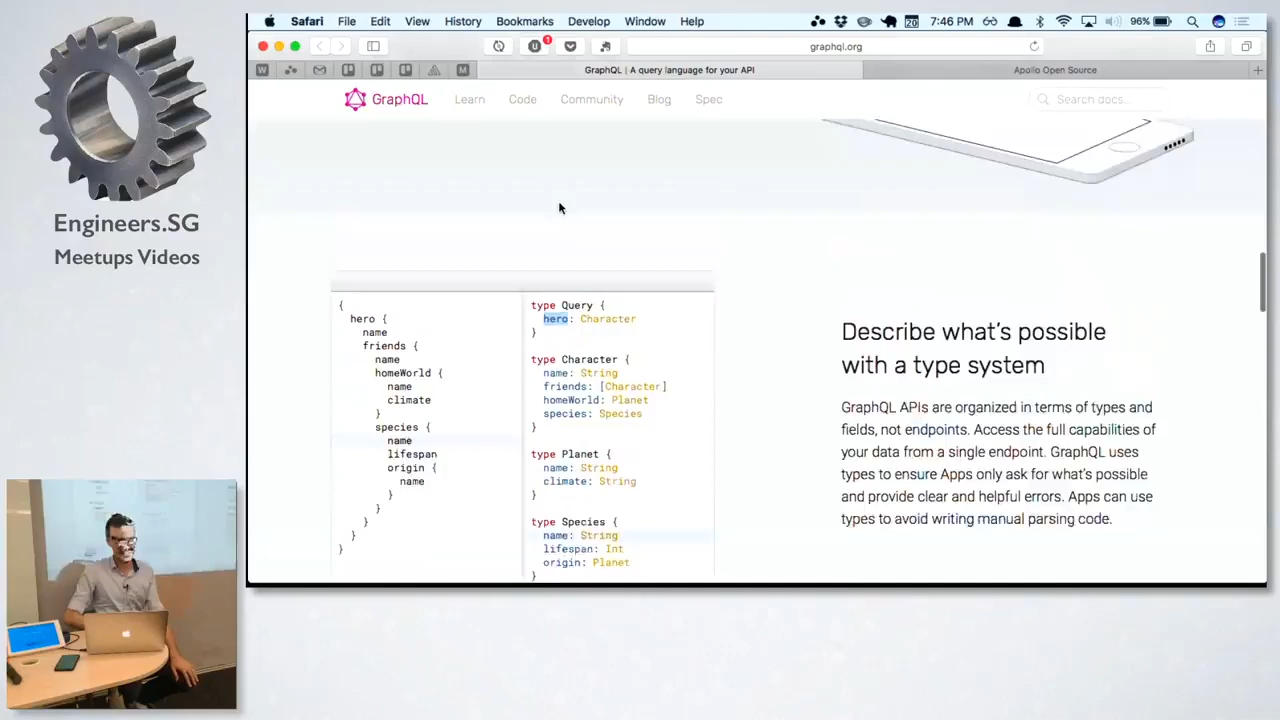 Safari File Edit View History Bookmarks Develop Window Help
20 7:46 PM 96%
1
graphql.org
W M GraphQL | A query language for your API Apollo Open Source
GraphQL Learn Code Community Blog Spec Search docs...
Engineers.SG
Meetups Videos
{
hero {
name
friends {
name
homeWorld {
name
climate
}
species {
name
lifespan
origin {
name
}
}
}
}
}
type Query {
hero: Character
}
type Character {
name: String
friends: [Character]
homeWorld: Planet
species: Species
}
type Planet {
name: String
climate: String
}
type Species {
name: String
lifespan: Int
origin: Planet
}
Describe what's possible
with a type system
GraphQL APIs are organized in terms of types and
fields, not endpoints. Access the full capabilities of
your data from a single endpoint. GraphQL uses
types to ensure Apps only ask for what's possible
and provide clear and helpful errors. Apps can use
types to avoid writing manual parsing code.